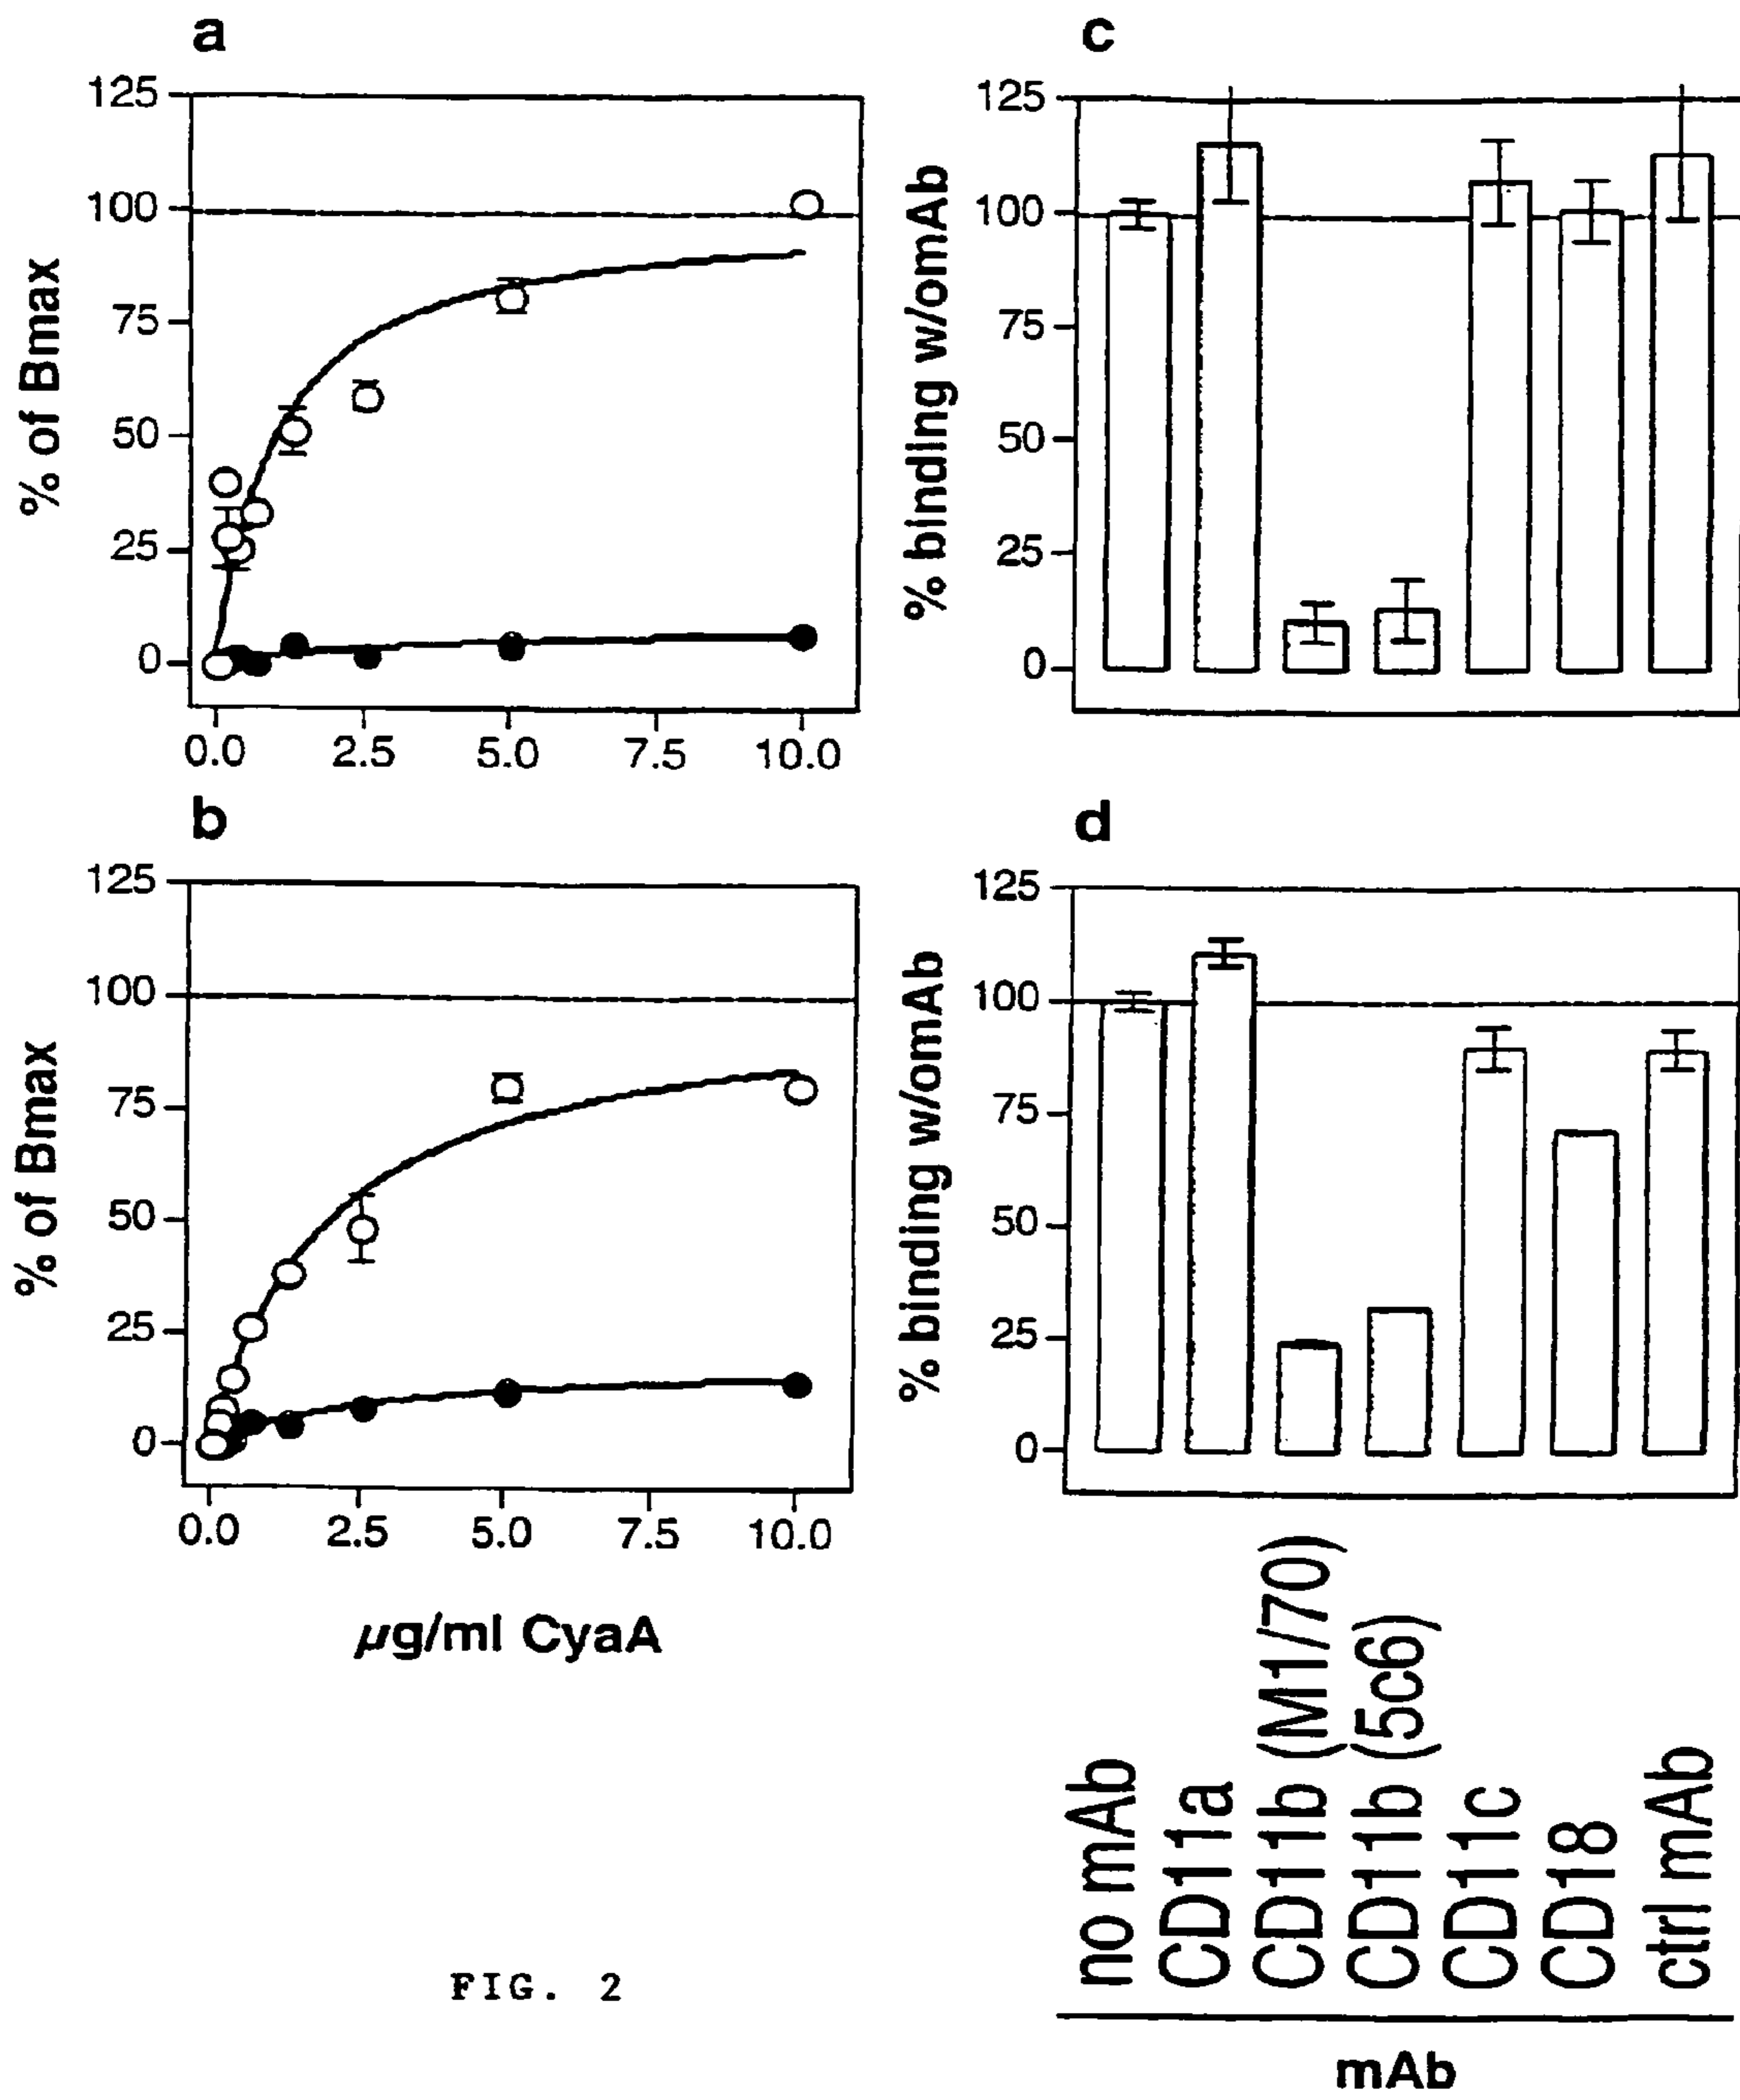 a
125
100
75
50
25
0
% of Bmax
0.0 2.5 5.0 7.5 10.0
c
125
100
75
50
25
0
% binding w/omAb
b
125
100
75
50
25
0
% of Bmax
0.0 2.5 5.0 7.5 10.0
µg/ml CyaA
d
125
100
75
50
25
0
% binding w/omAb
no mAb
CD11a
CD11b (M1/70)
CD11b (5c6)
CD11c
CD18
ctrl mAb
mAb
FIG. 2